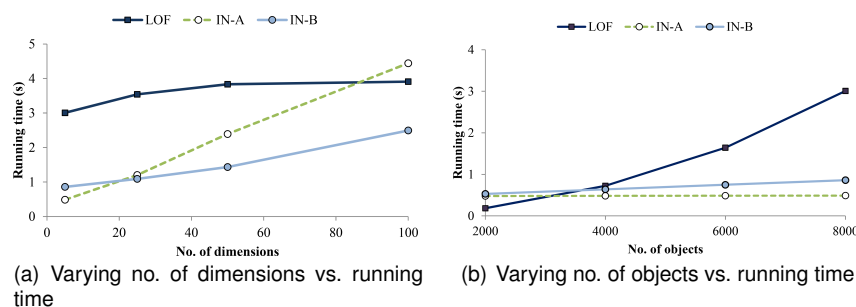 LOF IN-A IN-B
5
4
3
2
1
0
Running time (s)
0 20 40 60 80 100
No. of dimensions
(a) Varying no. of dimensions vs. running
time
LOF IN-A IN-B
4
3
2
1
0
Running time (s)
2000 4000 6000 8000
No. of objects
(b) Varying no. of objects vs. running time